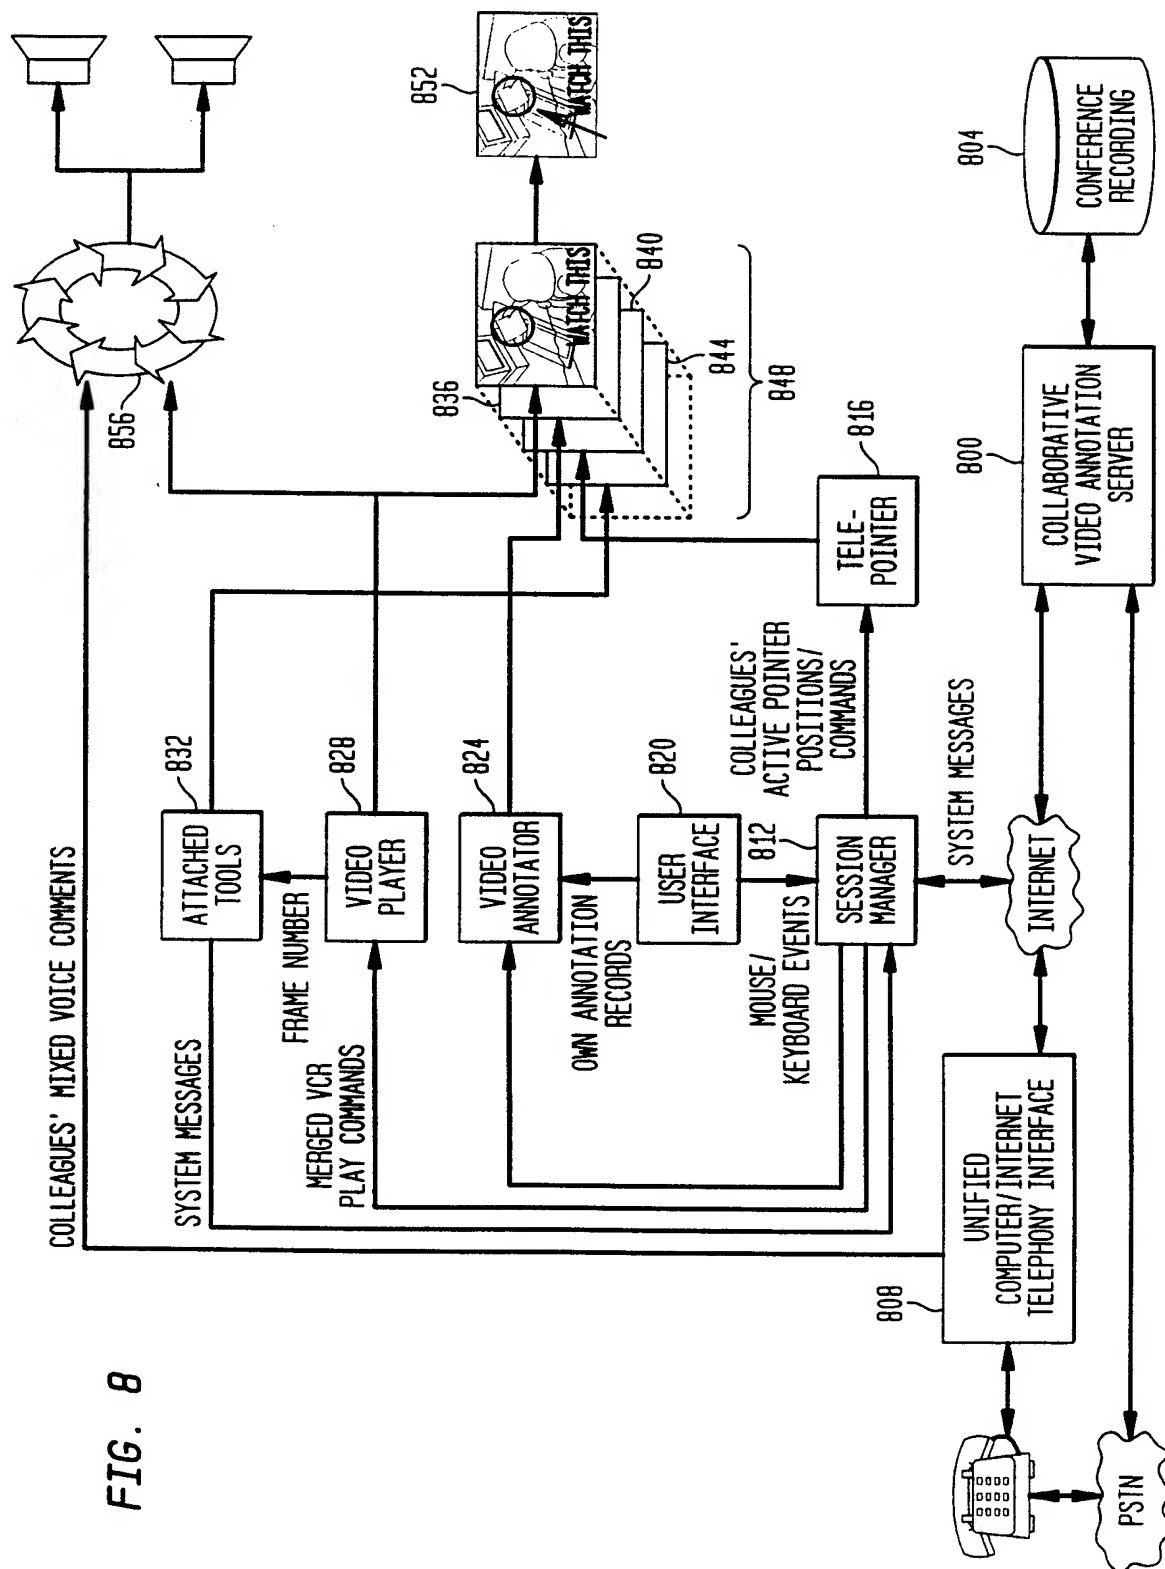 FIG. 8
COLLEAGUES' MIXED VOICE COMMENTS
856
SYSTEM MESSAGES
832
ATTACHED
TOOLS
FRAME NUMBER
MERGED VCR
PLAY COMMANDS
828
VIDEO
PLAYER
824
VIDEO
ANNOTATOR
OWN ANNOTATION
RECORDS
820
USER
INTERFACE
MOUSE/
KEYBOARD EVENTS
812
SESSION
MANAGER
COLLEAGUES'
ACTIVE POINTER
POSITIONS/
COMMANDS
816
TELE-
POINTER
836
WATCH THIS
840
844
848
852
WATCH THIS
SYSTEM MESSAGES
INTERNET
808
UNIFIED
COMPUTER/INTERNET
TELEPHONY INTERFACE
PSTN
800
COLLABORATIVE
VIDEO ANNOTATION
SERVER
804
CONFERENCE
RECORDING